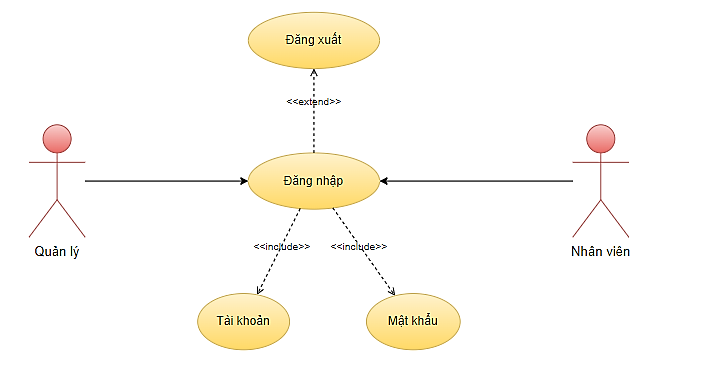 Đăng xuất
<<extend>>
Đăng nhập
Quản lý
Nhân viên
<<include>>
<<include>>
Tài khoản
Mật khẩu